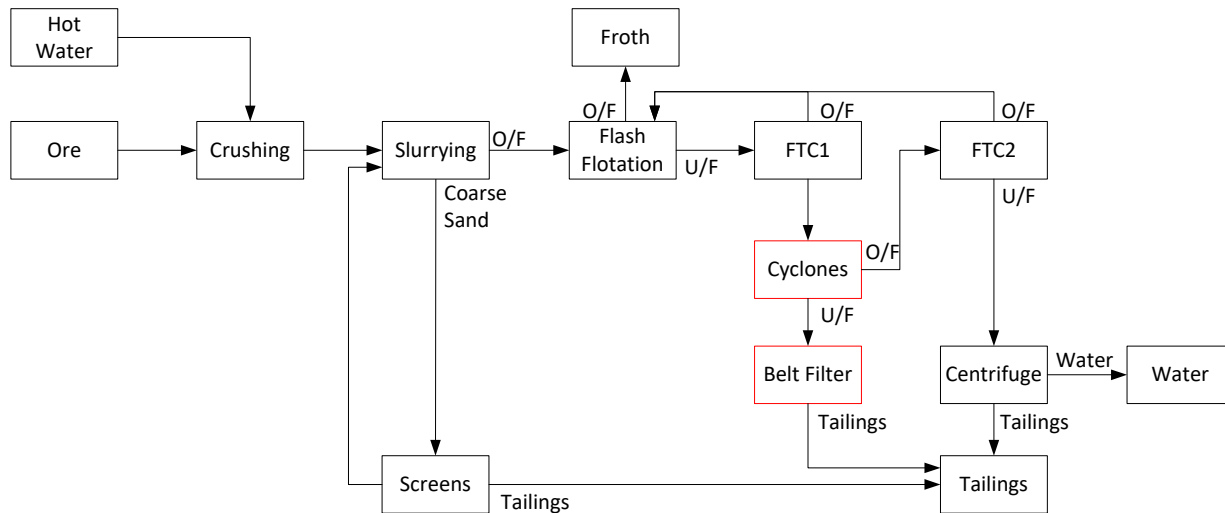 Hot
Water
Froth
O/F
O/F
O/F
Ore
Crushing
Slurrying
O/F
Flash
Flotation
U/F
FTC1
FTC2
Coarse
Sand
U/F
Cyclones
O/F
U/F
Belt Filter
Centrifuge
Water
Water
Tailings
Tailings
Screens
Tailings
Tailings